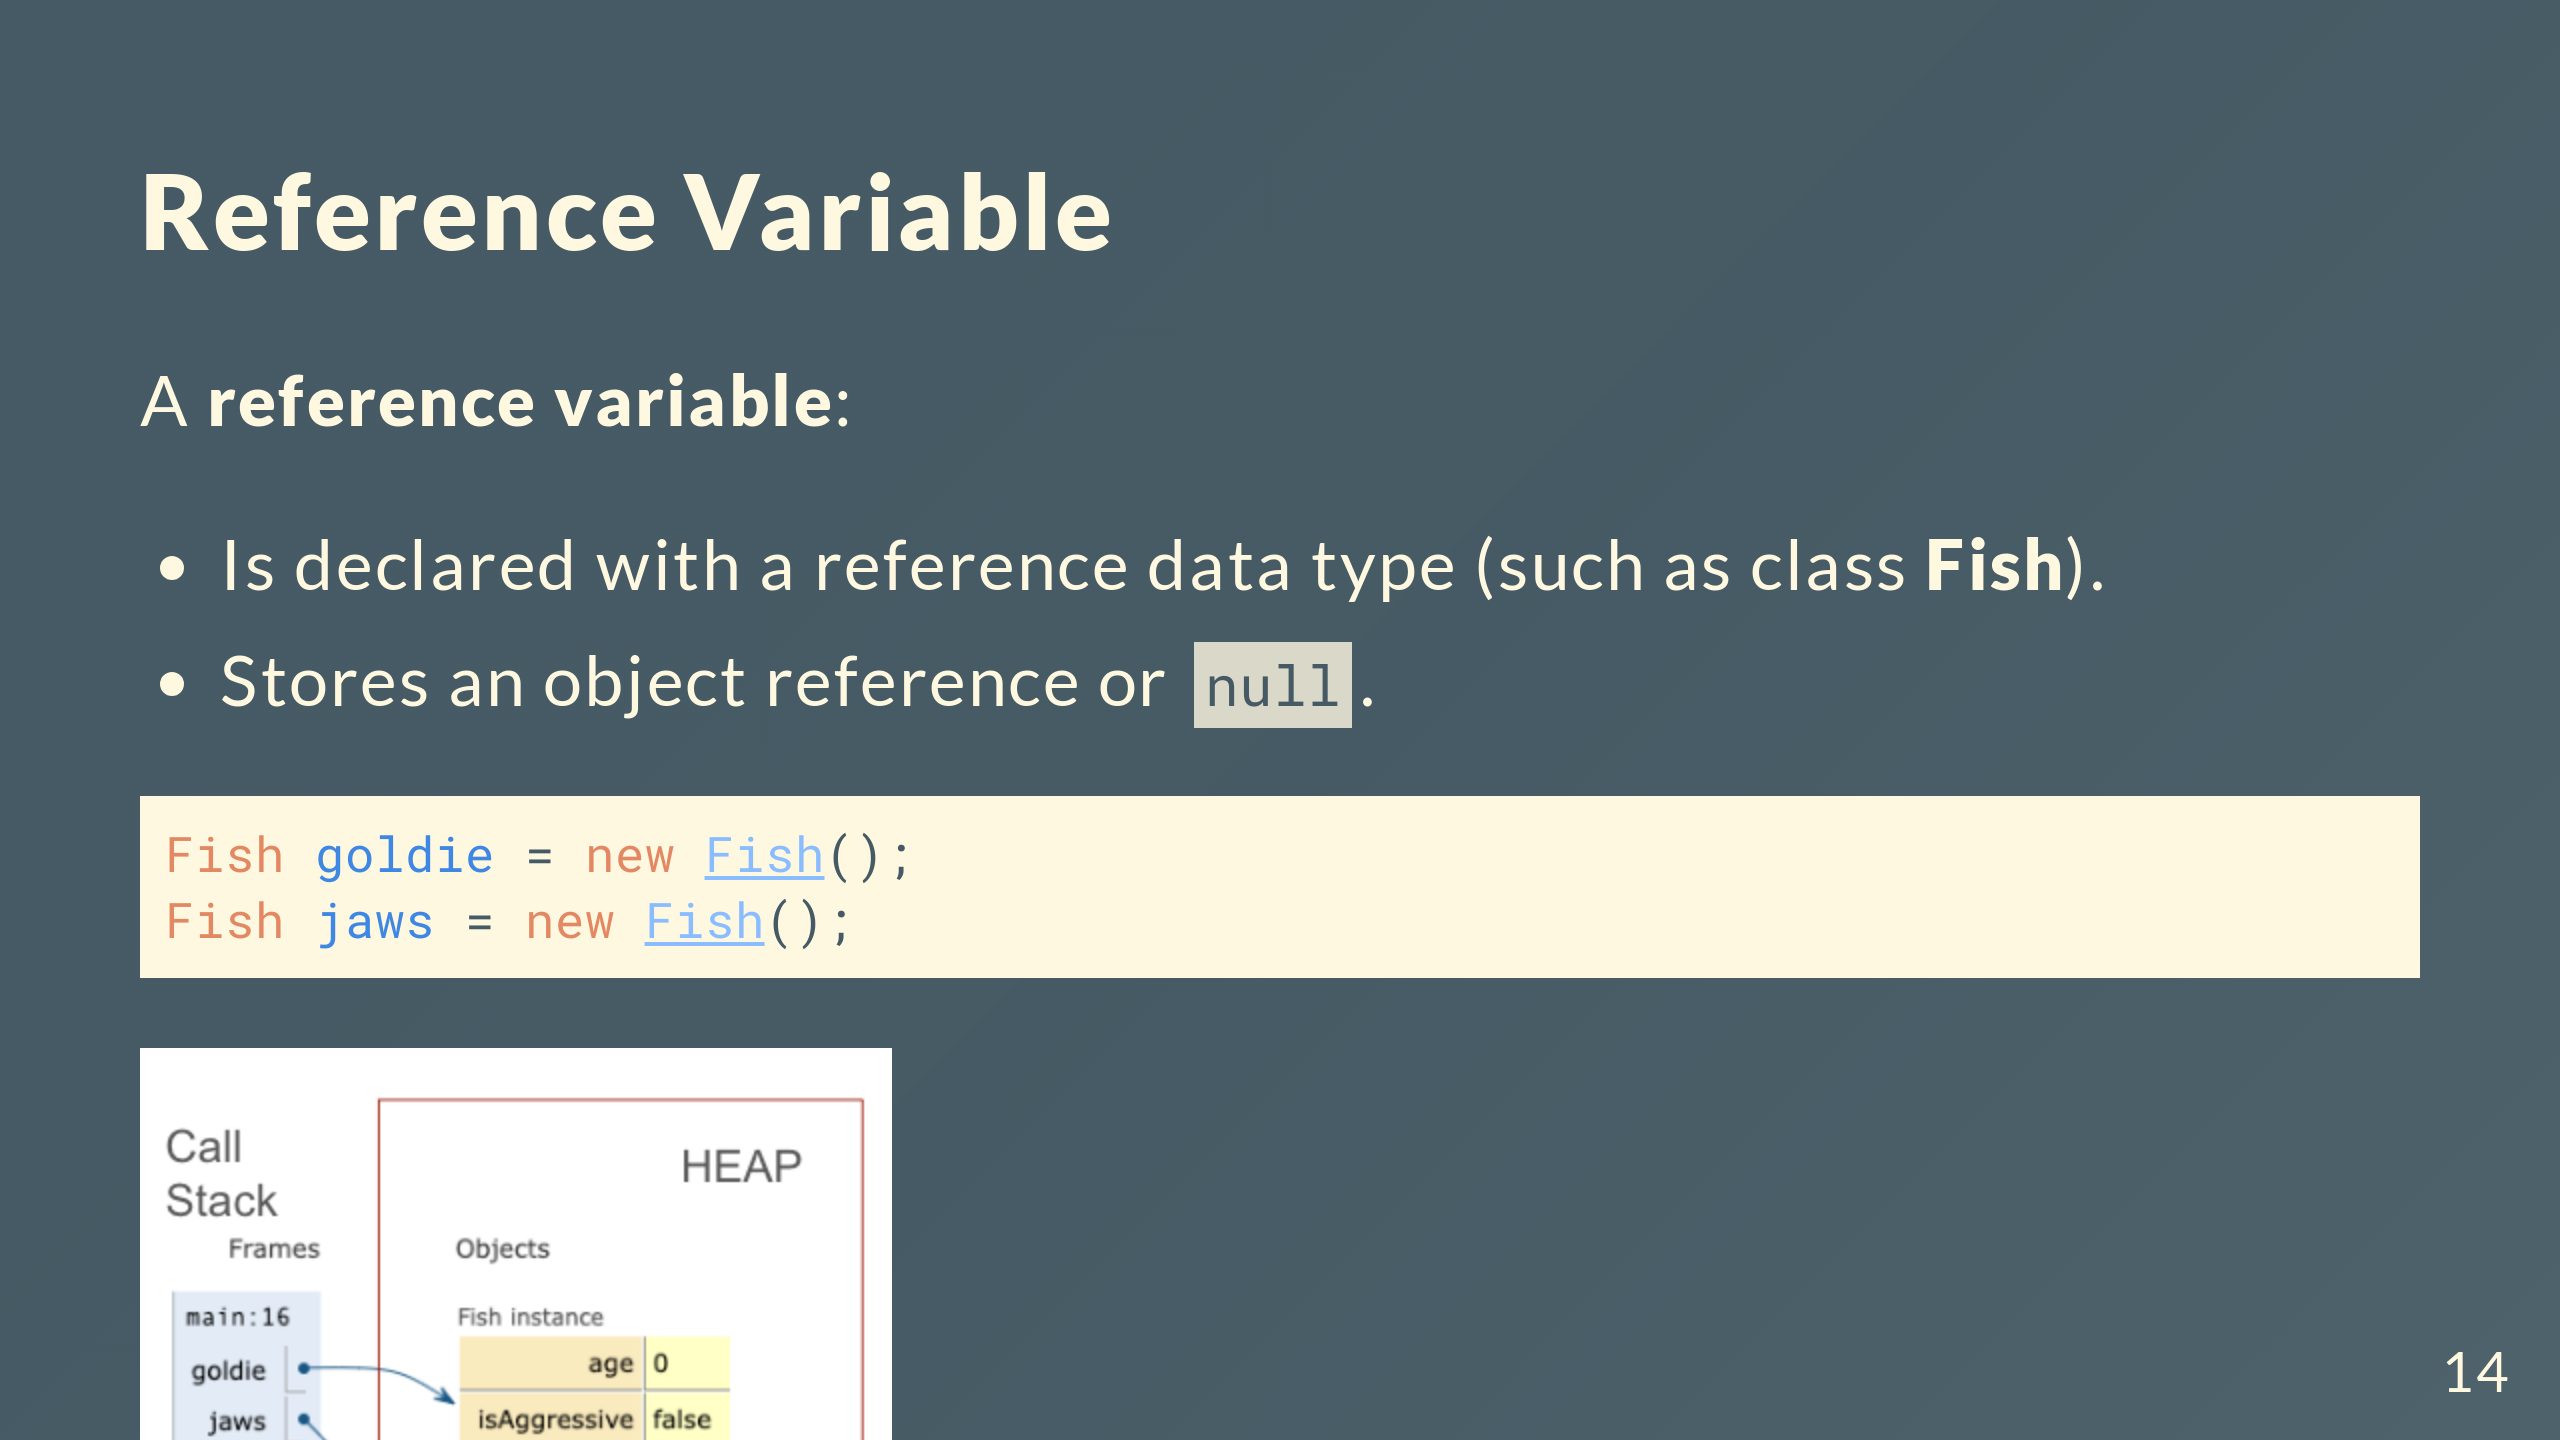 Reference Variable
A reference variable:
• Is declared with a reference data type (such as class Fish).
• Stores an object reference or null.
Fish goldie = new Fish();
Fish jaws = new Fish();
Call
Stack
HEAP
Frames
Objects
main:16
Fish instance
goldie
age 0
jaws
isAggressive false
14